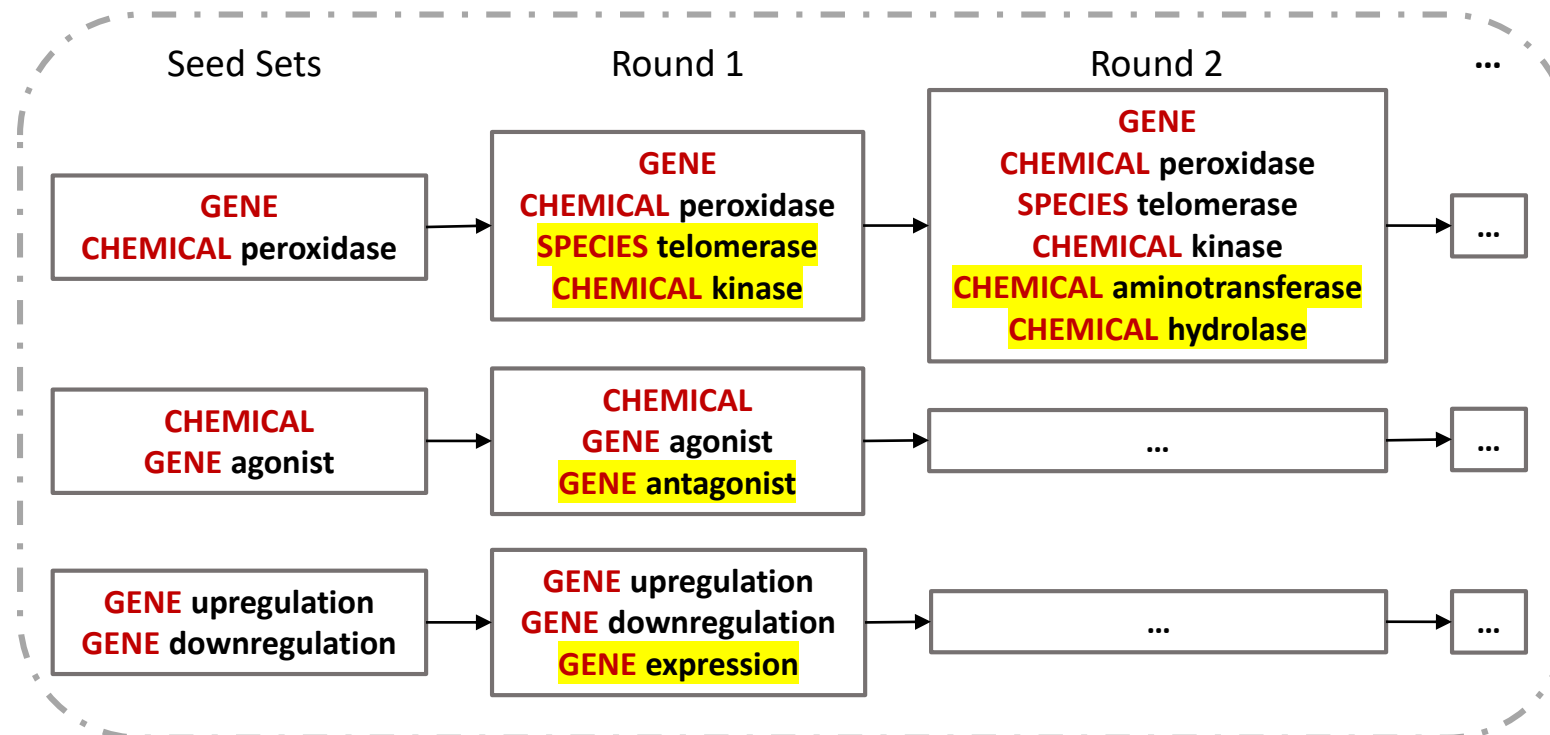 Seed Sets
Round 1
Round 2
...
GENE
CHEMICAL peroxidase
GENE
CHEMICAL peroxidase
SPECIES telomerase
CHEMICAL kinase
GENE
CHEMICAL peroxidase
SPECIES telomerase
CHEMICAL kinase
CHEMICAL aminotransferase
CHEMICAL hydrolase
...
CHEMICAL
GENE agonist
CHEMICAL
GENE agonist
GENE antagonist
...
...
GENE upregulation
GENE downregulation
GENE upregulation
GENE downregulation
GENE expression
...
...